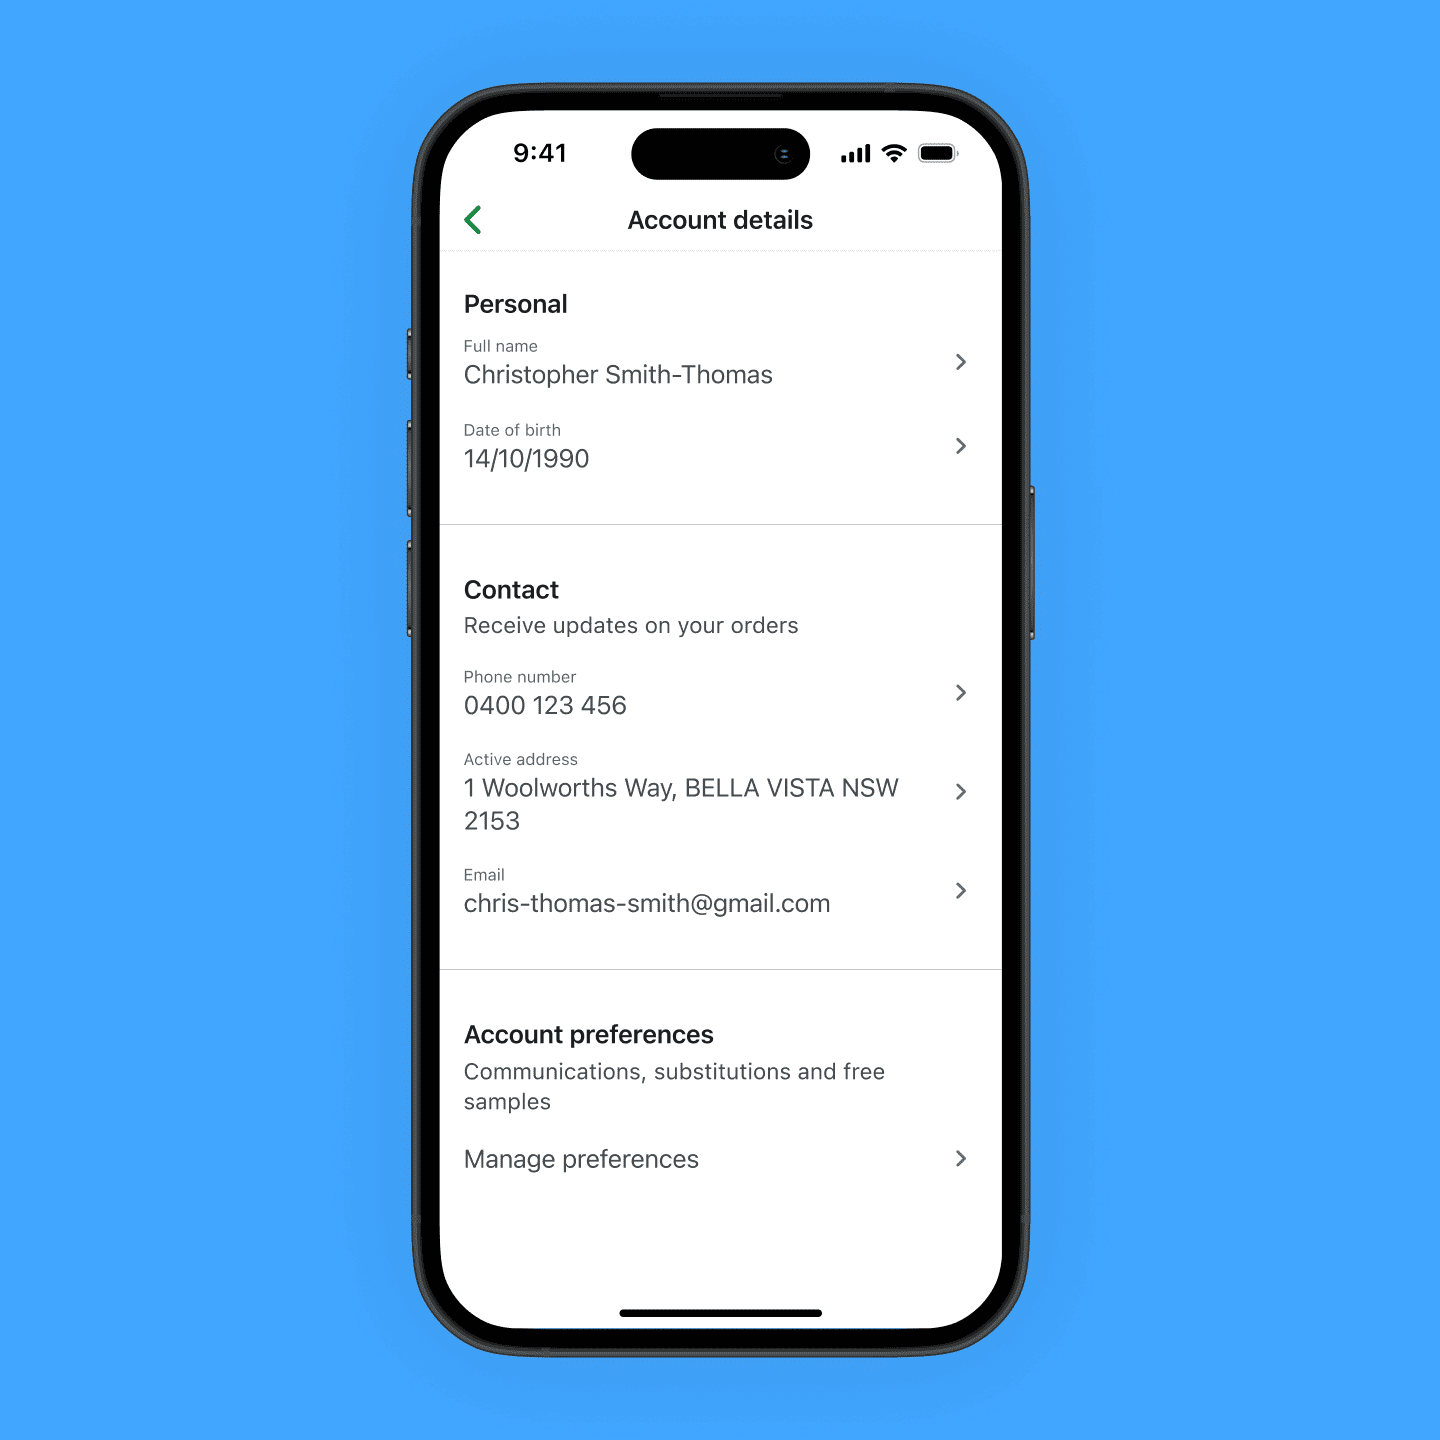 9:41
Account details
Personal
Full name
Christopher Smith-Thomas
Date of birth
14/10/1990
Contact
Receive updates on your orders
Phone number
0400 123 456
Active address
1 Woolworths Way, BELLA VISTA NSW
2153
Email
chris-thomas-smith@gmail.com
Account preferences
Communications, substitutions and free
samples
Manage preferences